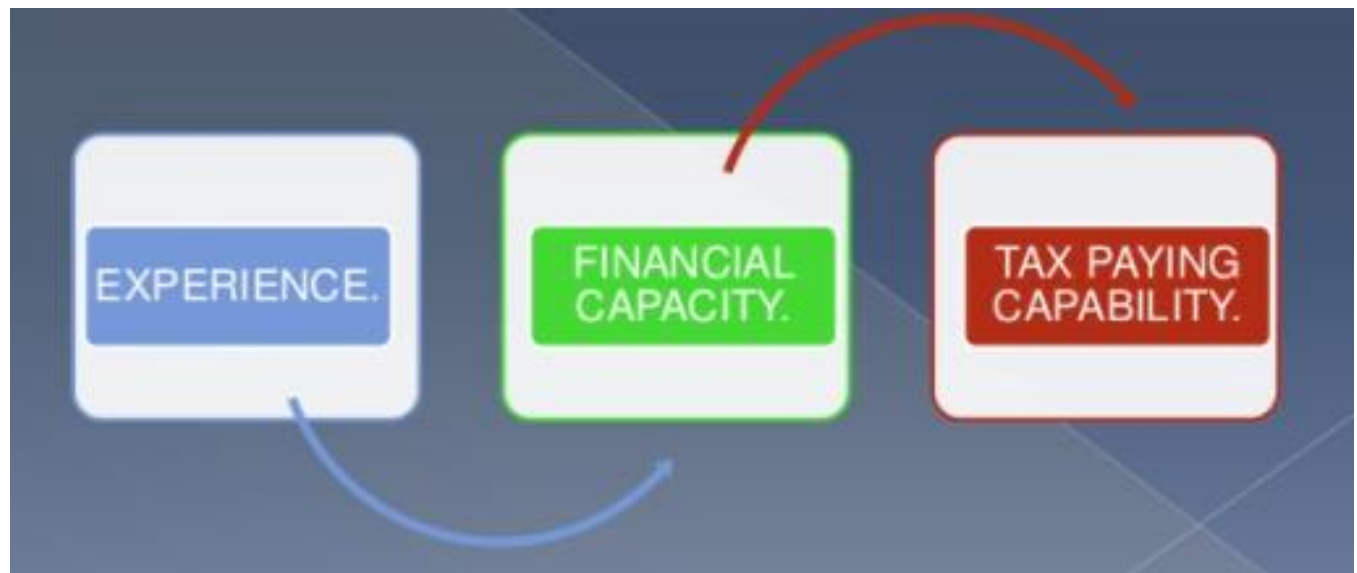 EXPERIENCE.
FINANCIAL
CAPACITY.
TAX PAYING
CAPABILITY.